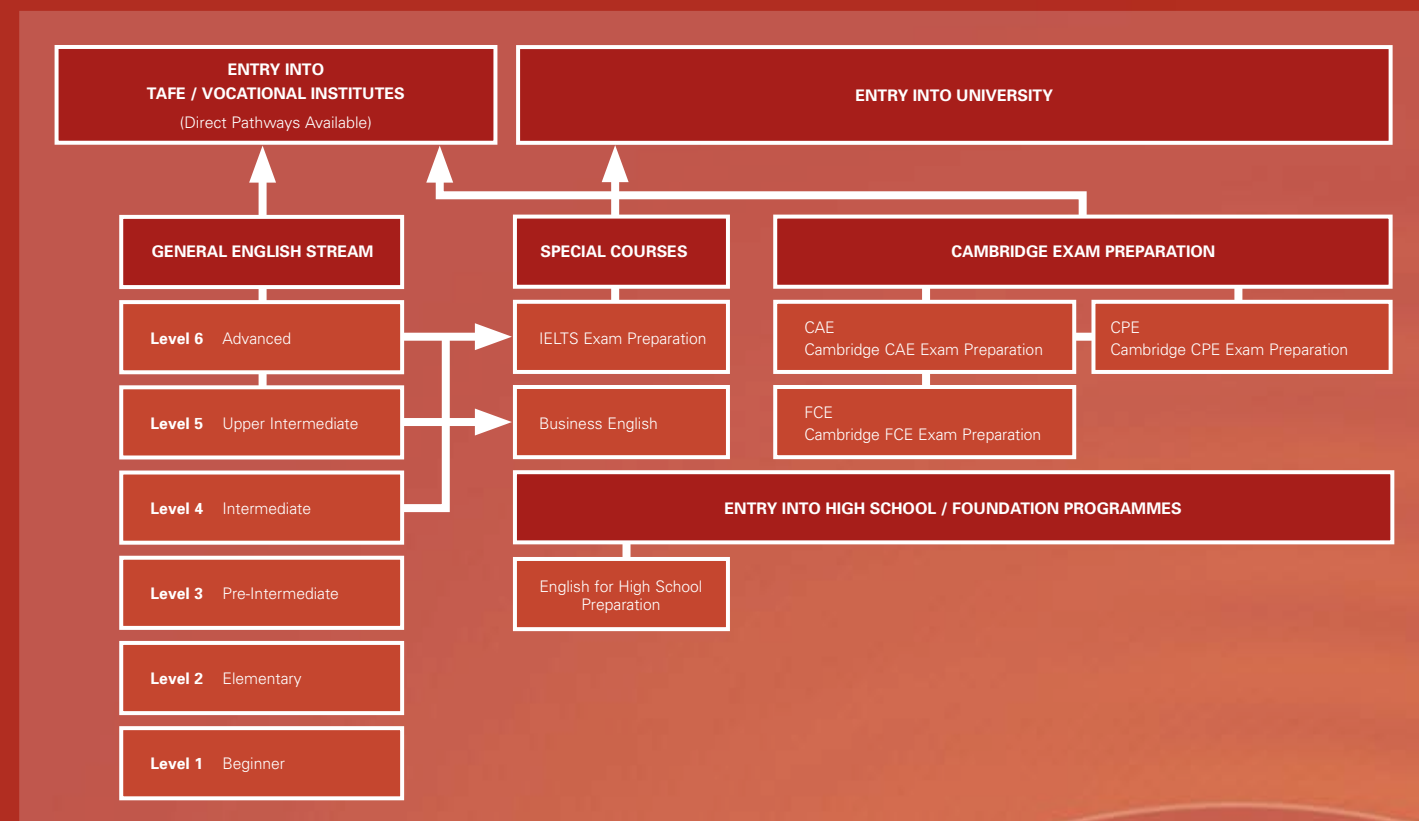 ENTRY INTO
TAFE / VOCATIONAL INSTITUTES
(Direct Pathways Available)
ENTRY INTO UNIVERSITY
GENERAL ENGLISH STREAM
Level 6 Advanced
Level 5 Upper Intermediate
Level 4 Intermediate
Level 3 Pre-Intermediate
Level 2 Elementary
Level 1 Beginner
SPECIAL COURSES
IELTS Exam Preparation
Business English
CAMBRIDGE EXAM PREPARATION
CAE
Cambridge CAE Exam Preparation
CPE
Cambridge CPE Exam Preparation
FCE
Cambridge FCE Exam Preparation
ENTRY INTO HIGH SCHOOL / FOUNDATION PROGRAMMES
English for High School
Preparation